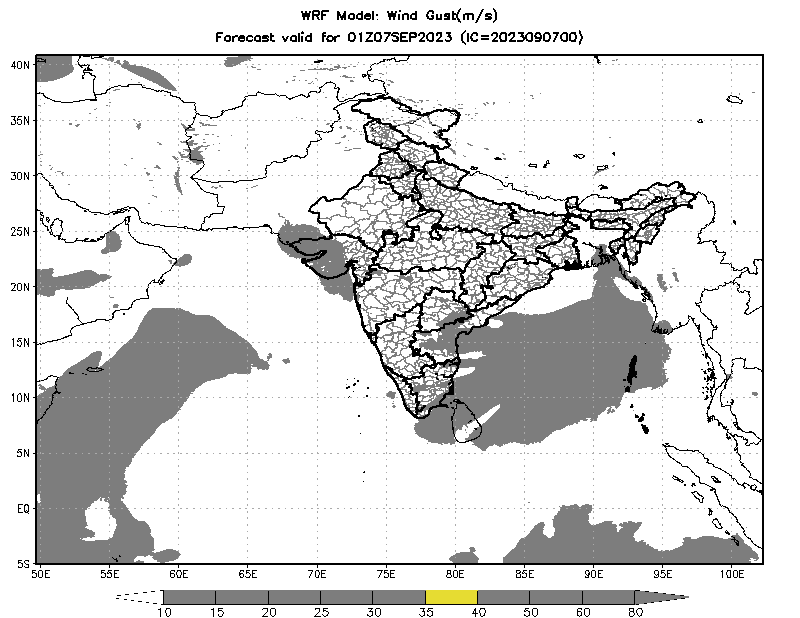 WRF Model: Wind Gust(m/s)
Forecast valid for 01Z07SEP2023 (IC=2023090700)
40N
35N
30N
25N
20N
15N
10N
5N
EQ
5S
50E 55E 60E 65E 70E 75E 80E 85E 90E 95E 100E
10 15 20 25 30 35 40 50 60 80